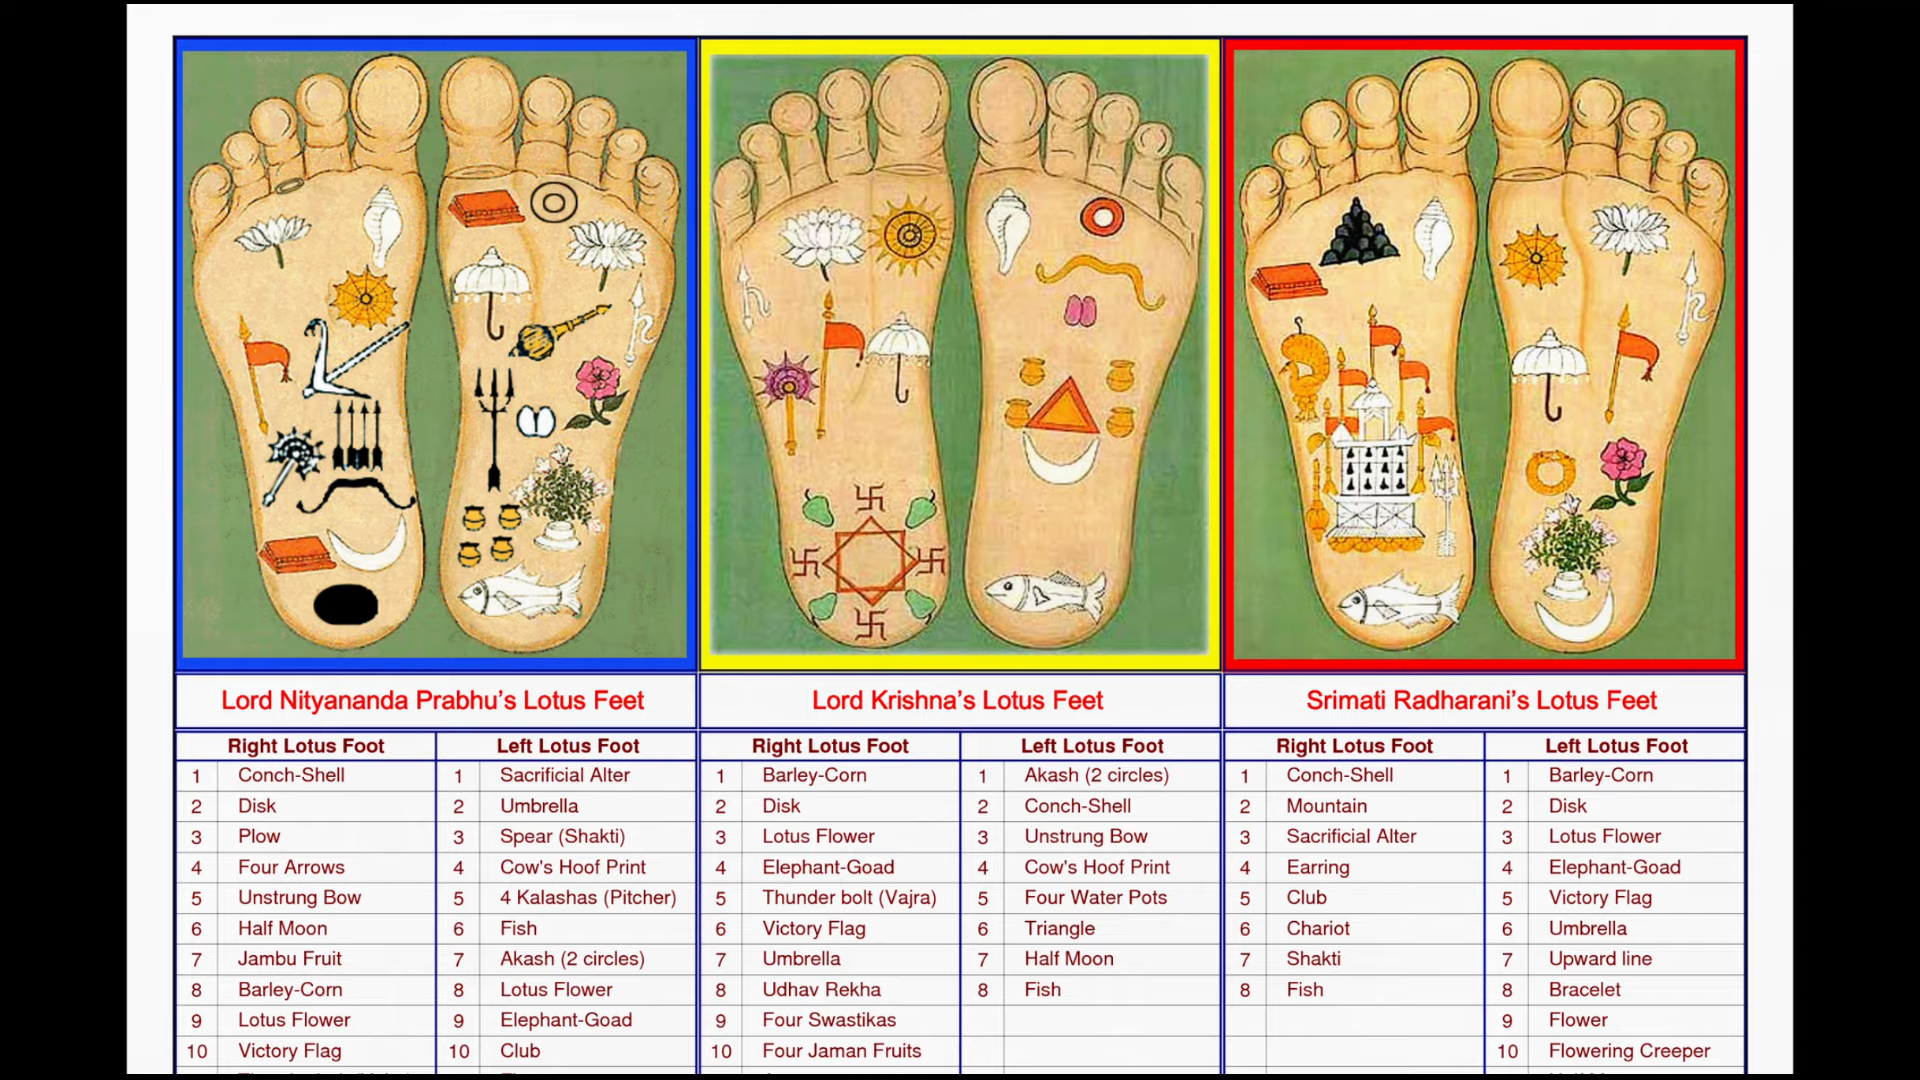 Lord Nityananda Prabhu’s Lotus Feet Lord Krishna’s Lotus Feet Srimati Radharani’s Lotus Feet
Right Lotus Foot Left Lotus Foot Right Lotus Foot Left Lotus Foot Right Lotus Foot Left Lotus Foot
1 Conch-Shell 1 Sacrificial Alter 1 Barley-Corn 1 Akash (2 circles) 1 Conch-Shell 1 Barley-Corn
2 Disk 2 Umbrella 2 Disk 2 Conch-Shell 2 Mountain 2 Disk
3 Plow 3 Spear (Shakti) 3 Lotus Flower 3 Unstrung Bow 3 Sacrificial Alter 3 Lotus Flower
4 Four Arrows 4 Cow's Hoof Print 4 Elephant-Goad 4 Cow's Hoof Print 4 Earring 4 Elephant-Goad
5 Unstrung Bow 5 4 Kalashas (Pitcher) 5 Thunder bolt (Vajra) 5 Four Water Pots 5 Club 5 Victory Flag
6 Half Moon 6 Fish 6 Victory Flag 6 Triangle 6 Chariot 6 Umbrella
7 Jambu Fruit 7 Akash (2 circles) 7 Umbrella 7 Half Moon 7 Shakti 7 Upward line
8 Barley-Corn 8 Lotus Flower 8 Udhav Rekha 8 Fish 8 Fish 8 Bracelet
9 Lotus Flower 9 Elephant-Goad 9 Four Swastikas 9 Flower
10 Victory Flag 10 Club 10 Four Jaman Fruits 10 Flowering Creeper